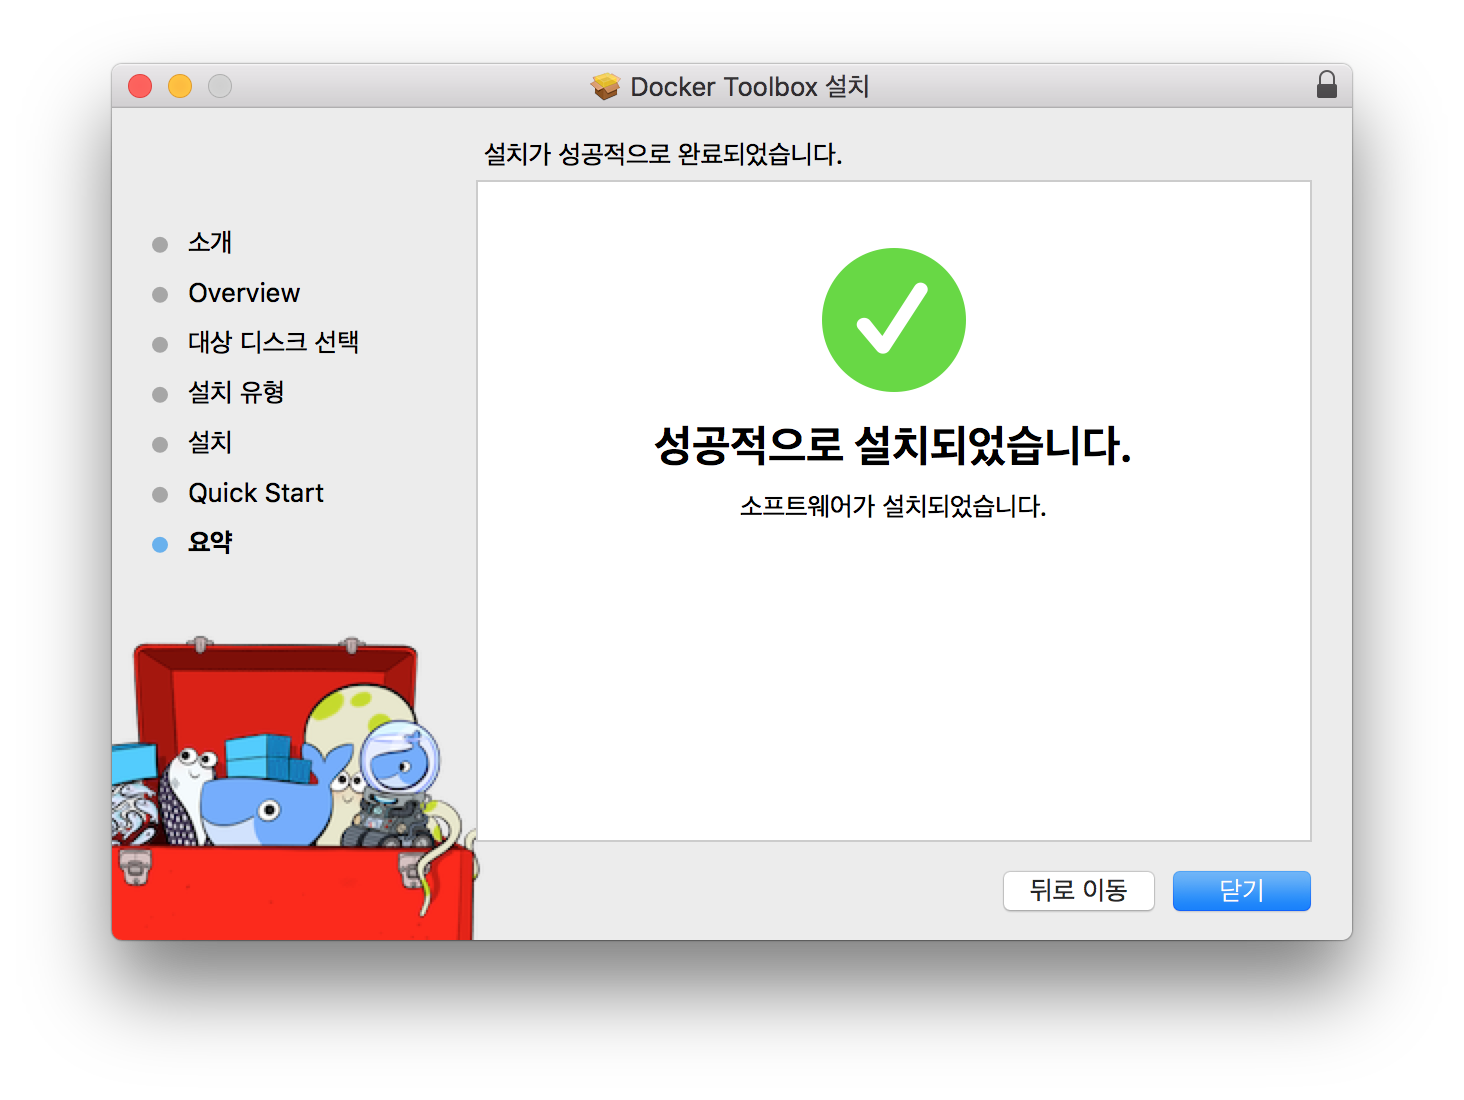 Docker Toolbox 설치
설치가 성공적으로 완료되었습니다.
소개
Overview
대상 디스크 선택
설치 유형
설치
Quick Start
요약
성공적으로 설치되었습니다.
소프트웨어가 설치되었습니다.
뒤로 이동
닫기